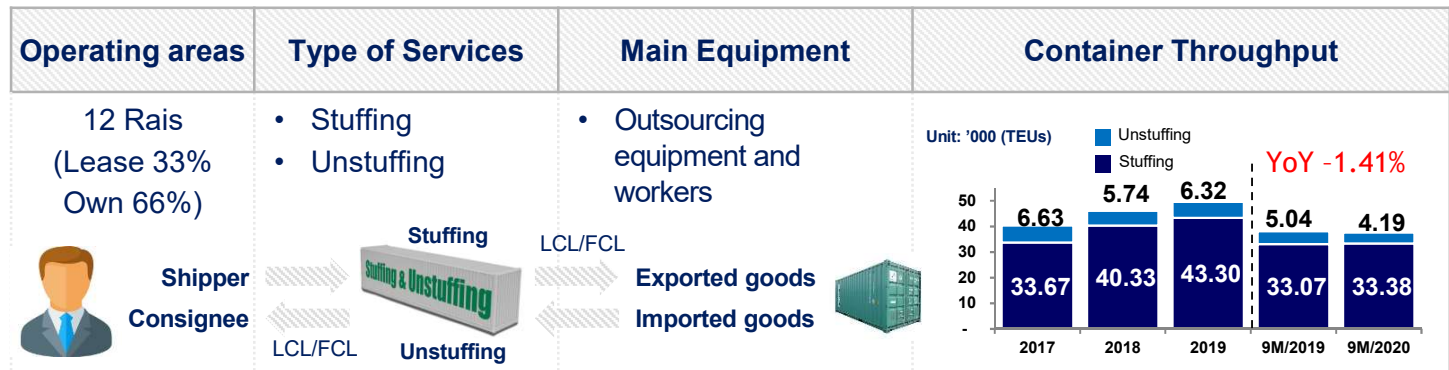 Operating areas
Type of Services
Main Equipment
Container Throughput
12 Rais
(Lease 33%
Own 66%)
• Stuffing
• Unstuffing
• Outsourcing
equipment and
workers
Shipper
Consignee
Stuffing
Stuffing & Unstuffing
Unstuffing
LCL/FCL
LCL/FCL
Exported goods
Imported goods
Unit: ’000 (TEUs)
Unstuffing
Stuffing
YoY -1.41%
50
40
30
20
10
-
6.63
5.74
6.32
5.04
4.19
33.67
40.33
43.30
33.07
33.38
2017
2018
2019
9M/2019
9M/2020